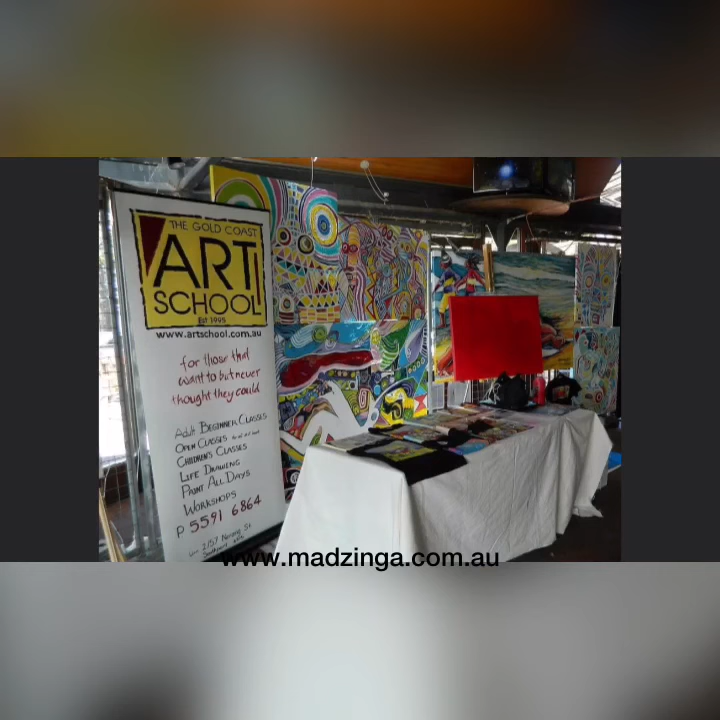 THE GOLD COAST
ART
SCHOOL
Est 1995
www.artschool.com.au
for those that
want to but never
thought they could
Adult Beginner Classes
Open Classes
Children's Classes
Life Drawing
Paint All Days
Workshops
P 5591 6864
Nerang St
www.madzinga.com.au